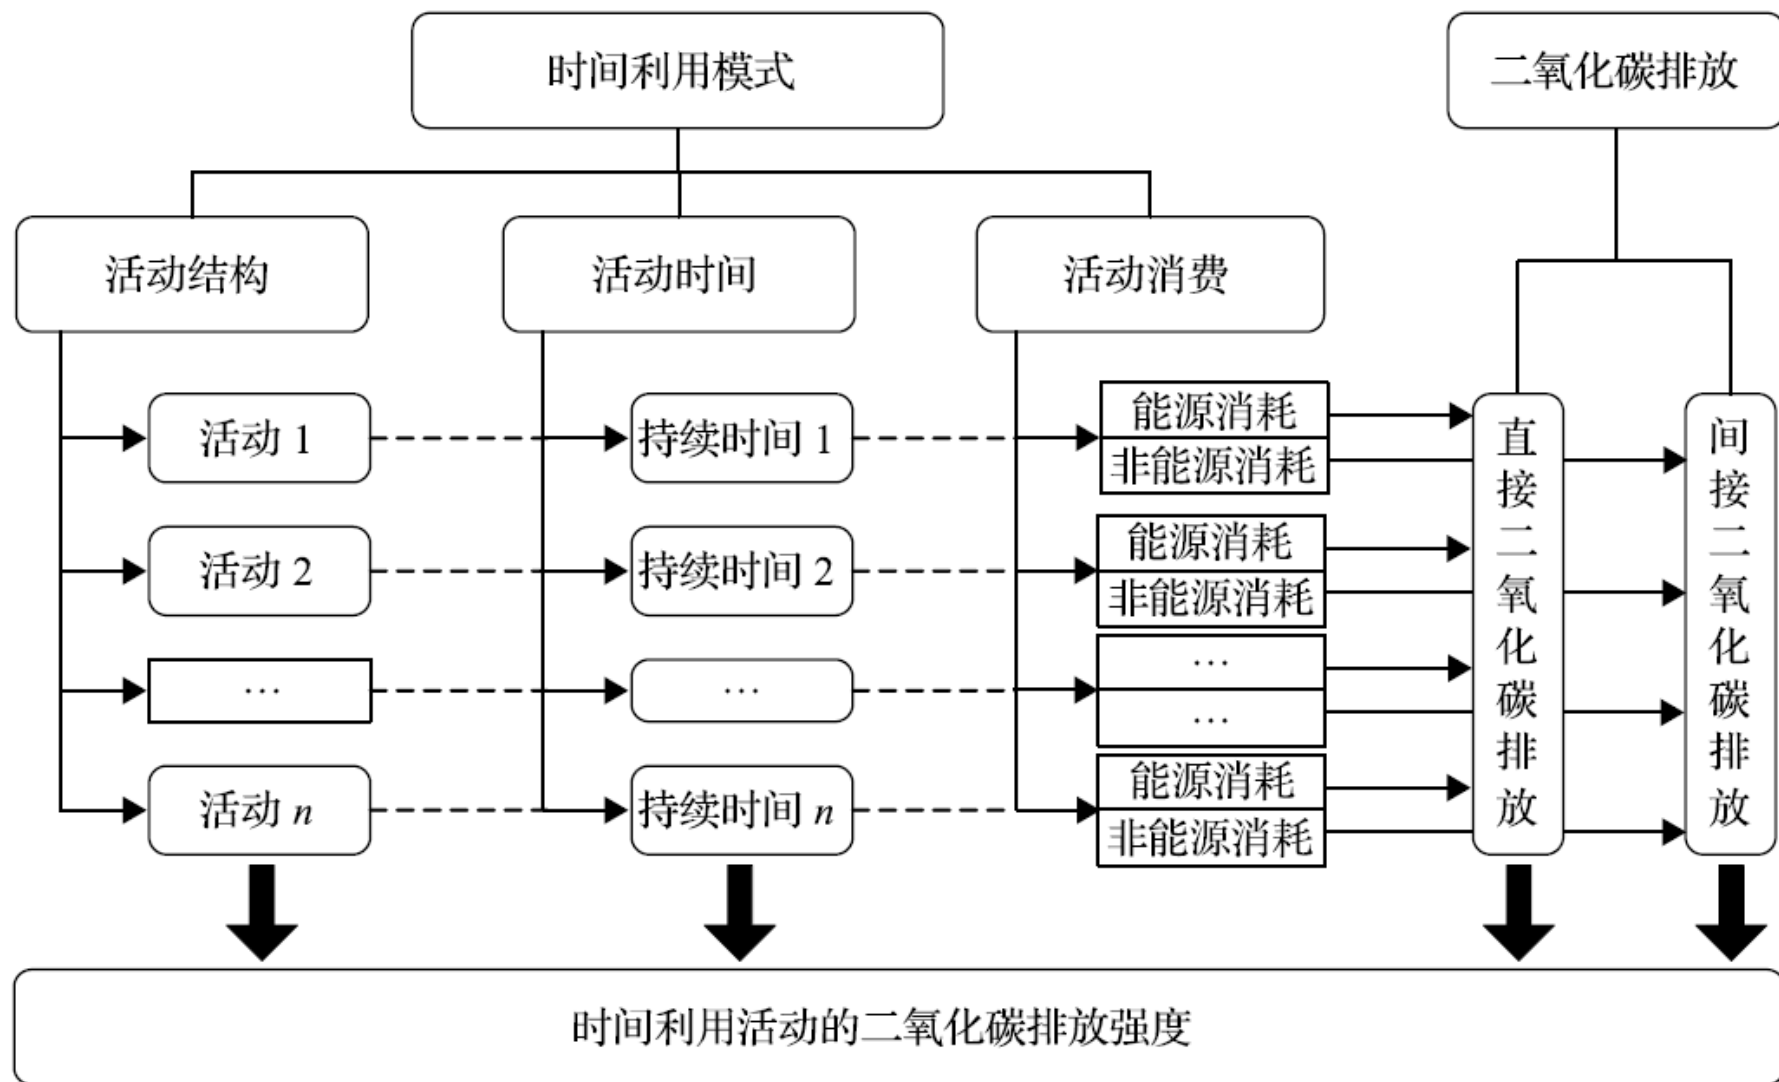 时间利用模式
二氧化碳排放
活动结构
活动时间
活动消费
活动 1
持续时间 1
能源消耗
非能源消耗
活动 2
持续时间 2
能源消耗
非能源消耗
…
…
…
…
活动 n
持续时间 n
能源消耗
非能源消耗
直接二氧化碳排放
间接二氧化碳排放
时间利用活动的二氧化碳排放强度